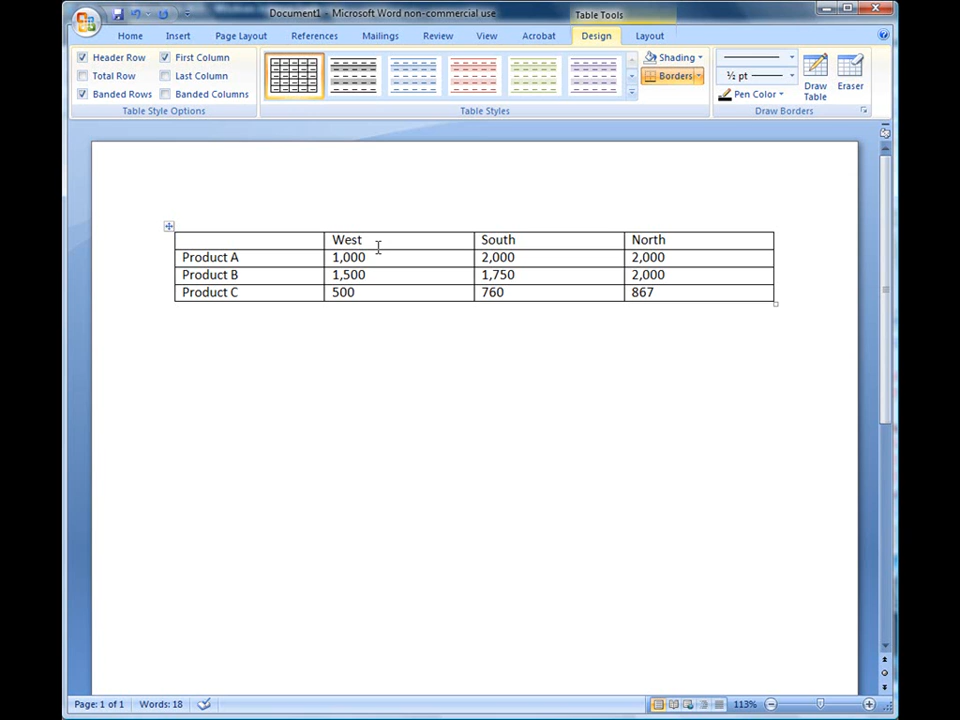 Document1 - Microsoft Word non-commercial use
Table Tools
Home Insert Page Layout References Mailings Review View Acrobat Design Layout
Header Row First Column Shading
Total Row Last Column Borders ½ pt
Banded Rows Banded Columns Pen Color Draw Table Eraser
Table Style Options Table Styles Draw Borders
West South North
Product A 1,000 2,000 2,000
Product B 1,500 1,750 2,000
Product C 500 760 867
Page: 1 of 1 Words: 18 113%